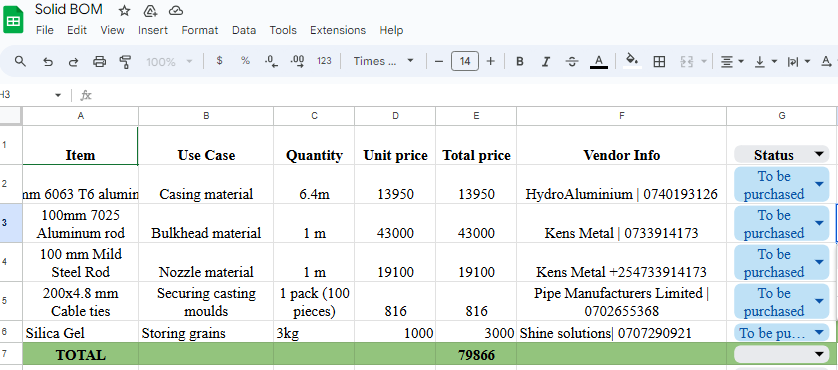 Solid BOM
File Edit View Insert Format Data Tools Extensions Help
100% $ % .0 .00 123 Times ... − 14 + B I S A
H3 fx
A B C D E F G
1 Item Use Case Quantity Unit price Total price Vendor Info Status
2 mm 6063 T6 alumin Casing material 6.4m 13950 13950 HydroAluminium | 0740193126 To be
purchased
3 100mm 7025
Aluminum rod Bulkhead material 1 m 43000 43000 Kens Metal | 0733914173 To be
purchased
4 100 mm Mild
Steel Rod Nozzle material 1 m 19100 19100 Kens Metal +254733914173 To be
purchased
5 200x4.8 mm
Cable ties Securing casting
moulds 1 pack (100
pieces) 816 816 Pipe Manufacturers Limited |
0702655368 To be
purchased
6 Silica Gel Storing grains 3kg 1000 3000 Shine solutions| 0707290921 To be pu...
7 TOTAL 79866